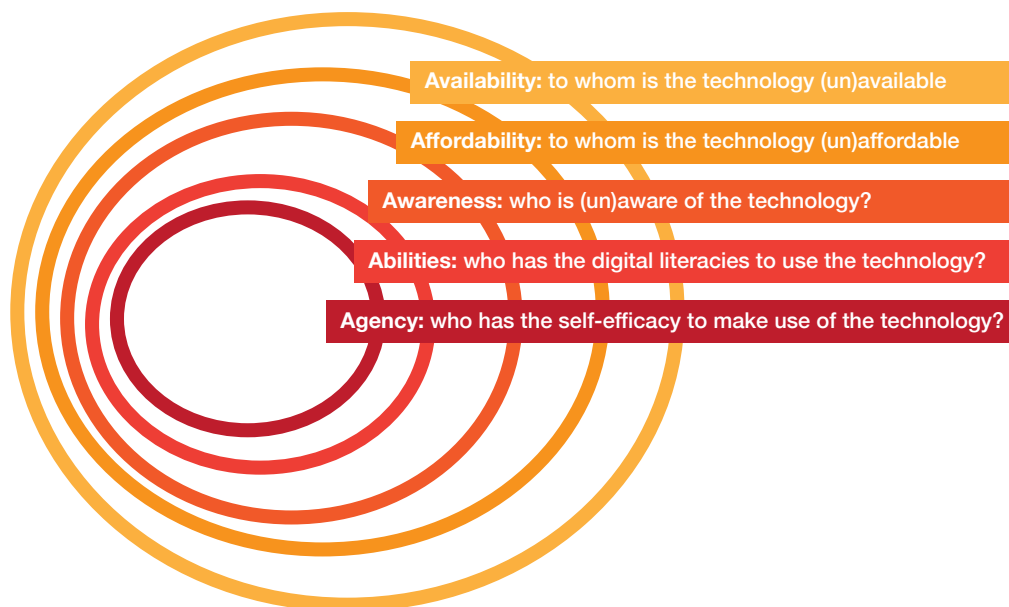 Availability: to whom is the technology (un)available
Affordability: to whom is the technology (un)affordable
Awareness: who is (un)aware of the technology?
Abilities: who has the digital literacies to use the technology?
Agency: who has the self-efficacy to make use of the technology?